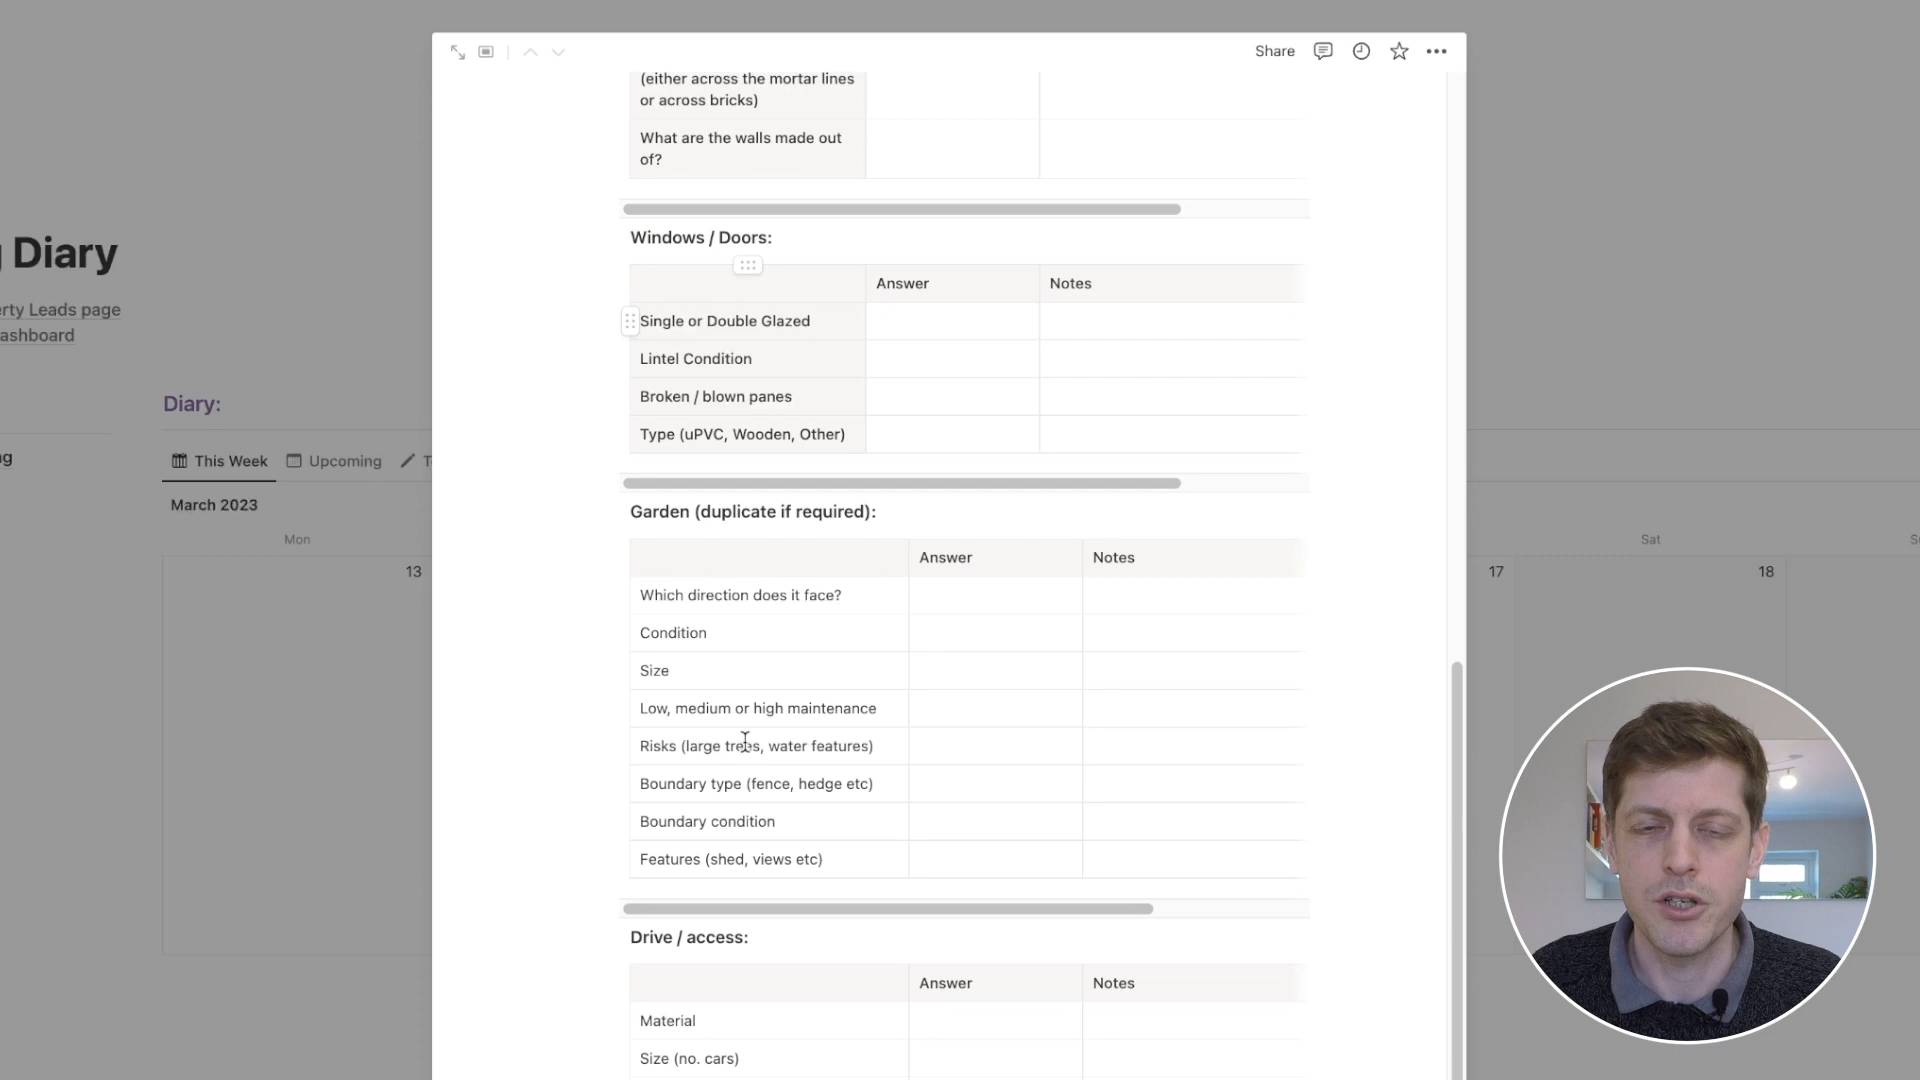 Share
(either across the mortar lines
or across bricks)
What are the walls made out
of?
Windows / Doors:
Answer
Notes
Single or Double Glazed
Lintel Condition
Broken / blown panes
Type (uPVC, Wooden, Other)
Garden (duplicate if required):
Answer
Notes
Which direction does it face?
Condition
Size
Low, medium or high maintenance
Risks (large trees, water features)
Boundary type (fence, hedge etc)
Boundary condition
Features (shed, views etc)
Drive / access:
Answer
Notes
Material
Size (no. cars)
g Diary
erty Leads page
ashboard
ng
Diary:
This Week
Upcoming
T
March 2023
Mon
Sat
S
13
17
18